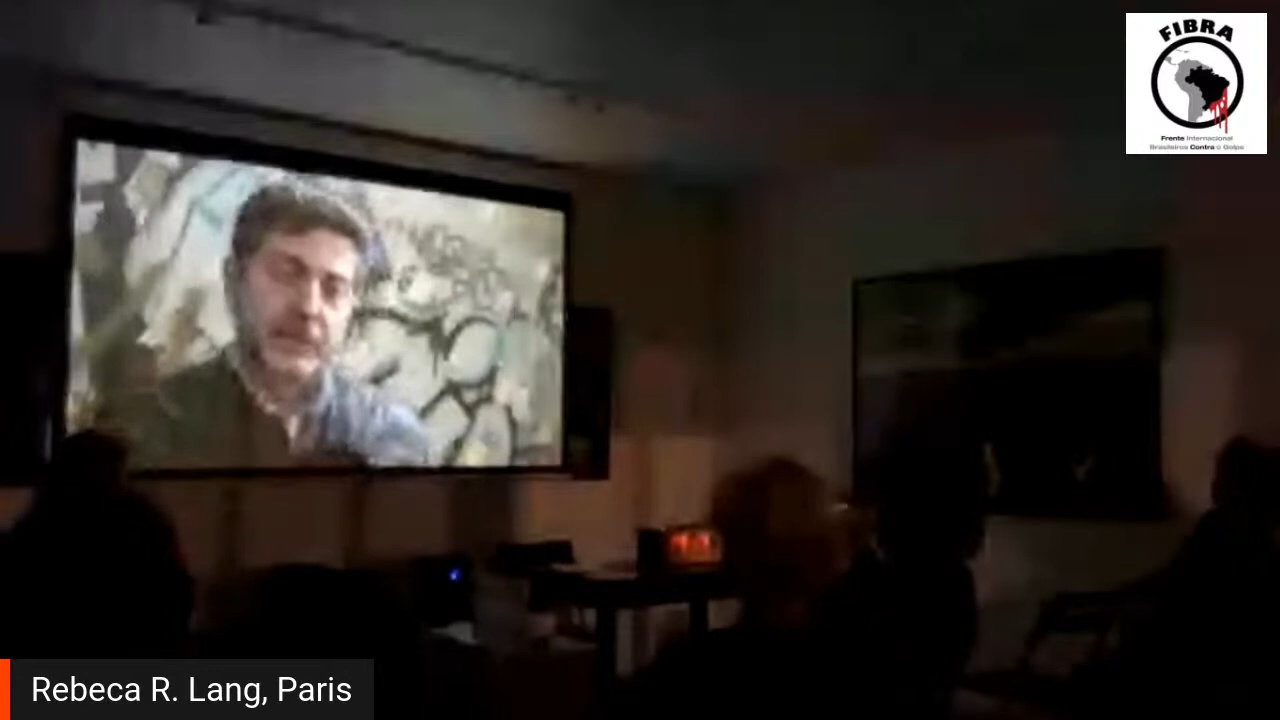 FIBRA
Frente Internacional
Brasileiros Contra o Golpe
Rebeca R. Lang, Paris